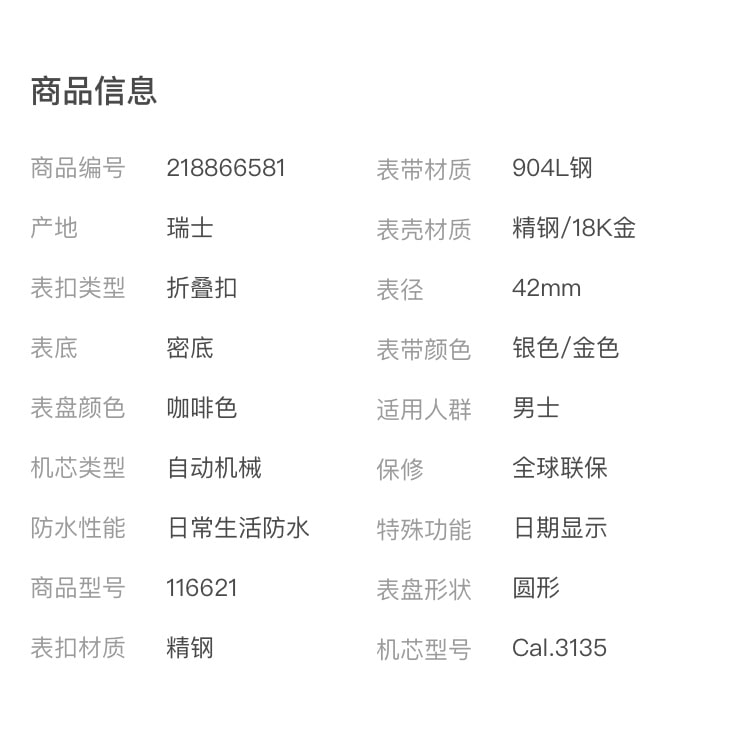 商品信息
商品编号 218866581 表带材质 904L钢
产地 瑞士 表壳材质 精钢/18K金
表扣类型 折叠扣 表径 42mm
表底 密底 表带颜色 银色/金色
表盘颜色 咖啡色 适用人群 男士
机芯类型 自动机械 保修 全球联保
防水性能 日常生活防水 特殊功能 日期显示
商品型号 116621 表盘形状 圆形
表扣材质 精钢 机芯型号 Cal.3135